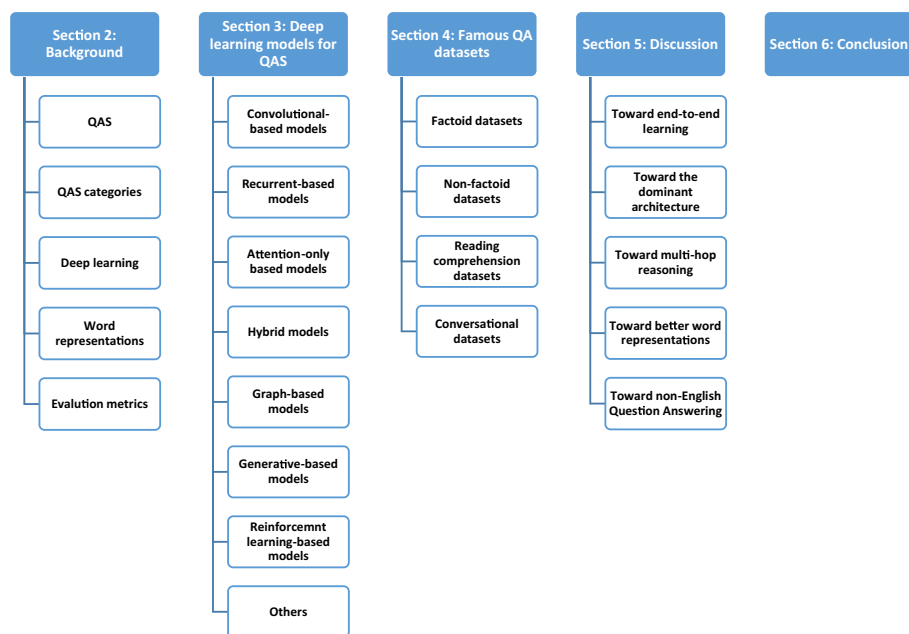 Section 2:
Background
QAS
QAS categories
Deep learning
Word
representations
Evalution metrics
Section 3: Deep
learning models for
QAS
Convolutional-
based models
Recurrent-based
models
Attention-only
based models
Hybrid models
Graph-based
models
Generative-based
models
Reinforcemnt
learning-based
models
Others
Section 4: Famous QA
datasets
Factoid datasets
Non-factoid
datasets
Reading
comprehension
datasets
Conversational
datasets
Section 5: Discussion
Toward end-to-end
learning
Toward the
dominant
architecture
Toward multi-hop
reasoning
Toward better word
representations
Toward non-English
Question Answering
Section 6: Conclusion